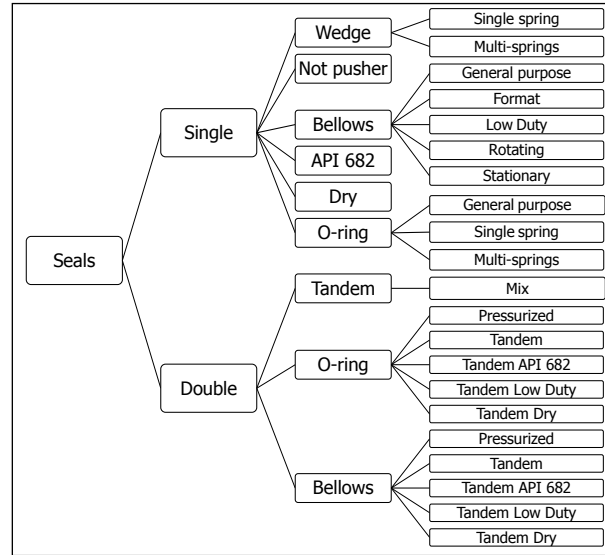 Seals
Single
Wedge
Single spring
Multi-springs
Not pusher
Bellows
General purpose
Format
Low Duty
Rotating
Stationary
API 682
Dry
O-ring
General purpose
Single spring
Multi-springs
Double
Tandem
Mix
O-ring
Pressurized
Tandem
Tandem API 682
Tandem Low Duty
Tandem Dry
Bellows
Pressurized
Tandem
Tandem API 682
Tandem Low Duty
Tandem Dry